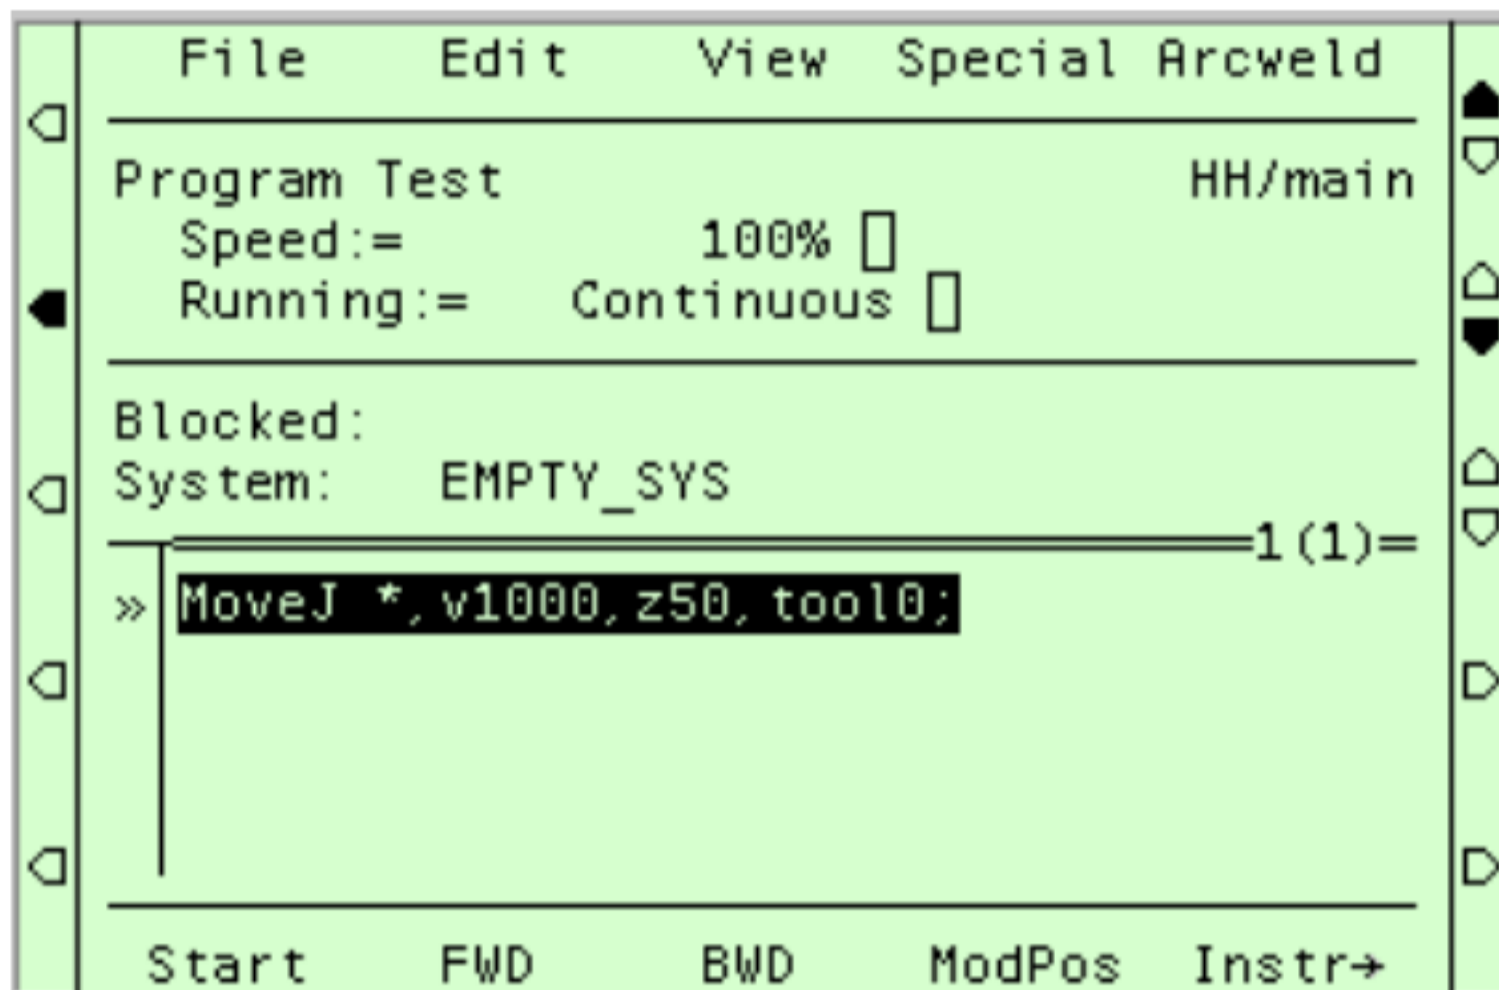 File Edit View Special Arcweld
Program Test HH/main
Speed:= 100%
Running:= Continuous
Blocked:
System: EMPTY_SYS
1(1)=
» MoveJ *,v1000,z50,tool0;
Start FWD BWD ModPos Instr→